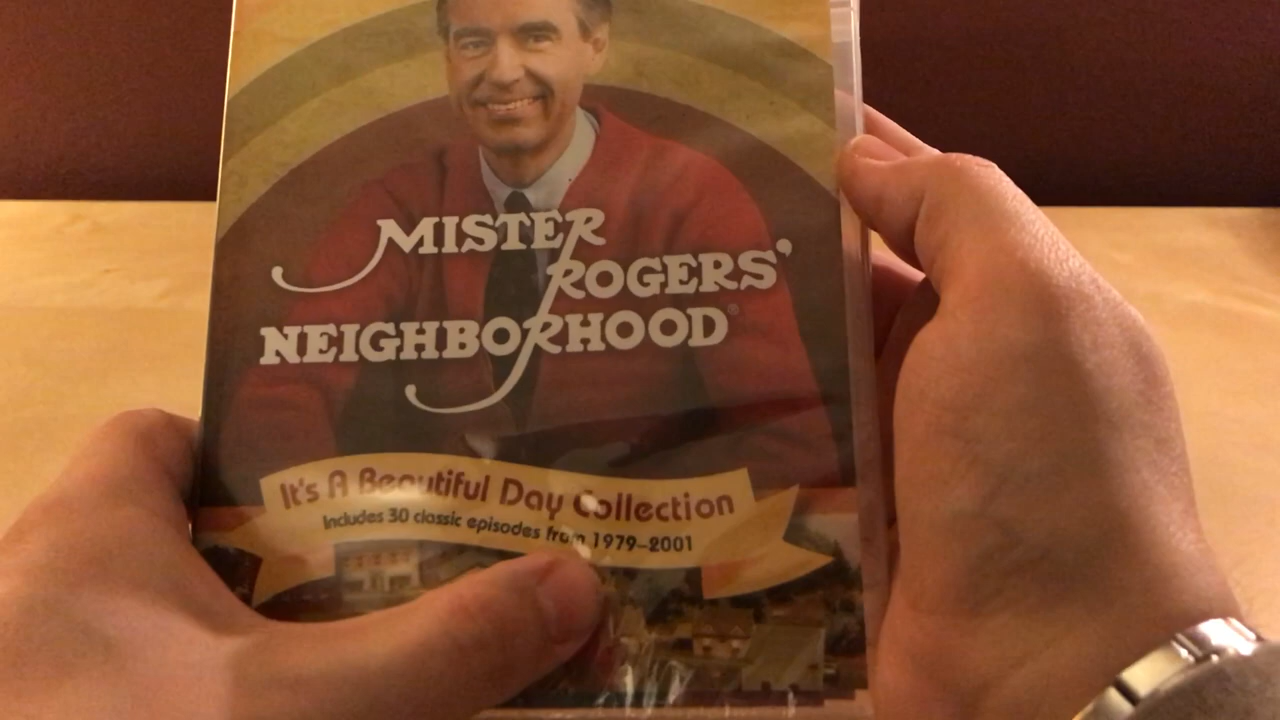 MISTER
ROGERS'
NEIGHBORHOOD®
It's A Beautiful Day Collection
Includes 30 classic episodes from 1979–2001